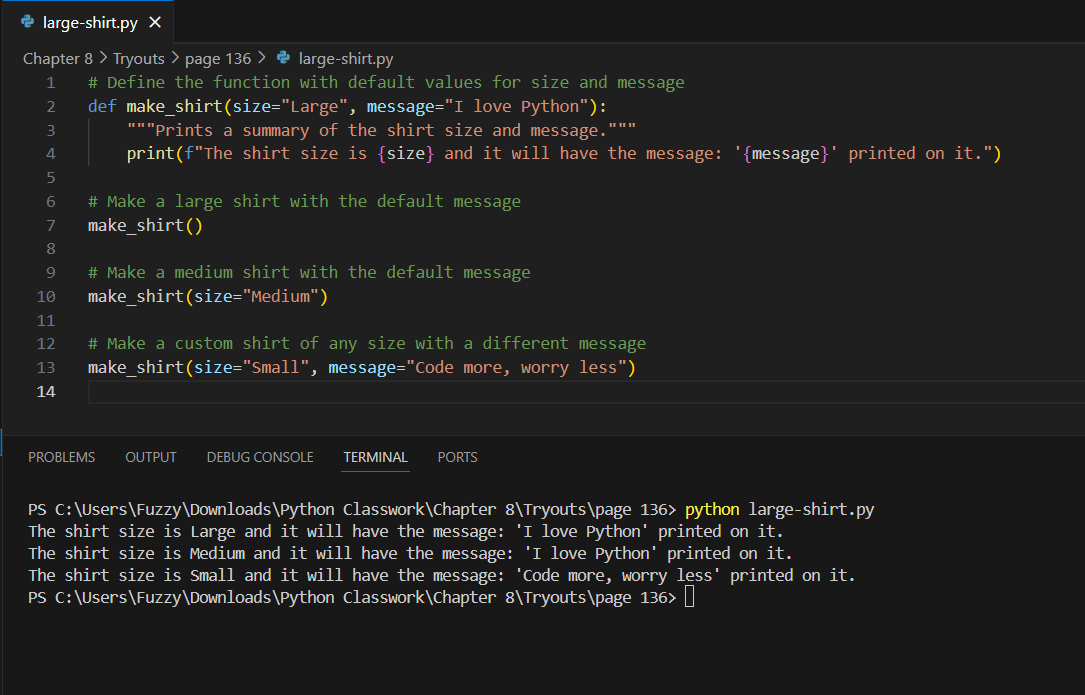 large-shirt.py
Chapter 8 > Tryouts > page 136 > large-shirt.py
1 # Define the function with default values for size and message
2 def make_shirt(size="Large", message="I love Python"):
3     """Prints a summary of the shirt size and message."""
4     print(f"The shirt size is {size} and it will have the message: '{message}' printed on it.")
5
6 # Make a large shirt with the default message
7 make_shirt()
8
9 # Make a medium shirt with the default message
10 make_shirt(size="Medium")
11
12 # Make a custom shirt of any size with a different message
13 make_shirt(size="Small", message="Code more, worry less")
14
PROBLEMS OUTPUT DEBUG CONSOLE TERMINAL PORTS
PS C:\Users\Fuzzy\Downloads\Python Classwork\Chapter 8\Tryouts\page 136> python large-shirt.py
The shirt size is Large and it will have the message: 'I love Python' printed on it.
The shirt size is Medium and it will have the message: 'I love Python' printed on it.
The shirt size is Small and it will have the message: 'Code more, worry less' printed on it.
PS C:\Users\Fuzzy\Downloads\Python Classwork\Chapter 8\Tryouts\page 136>